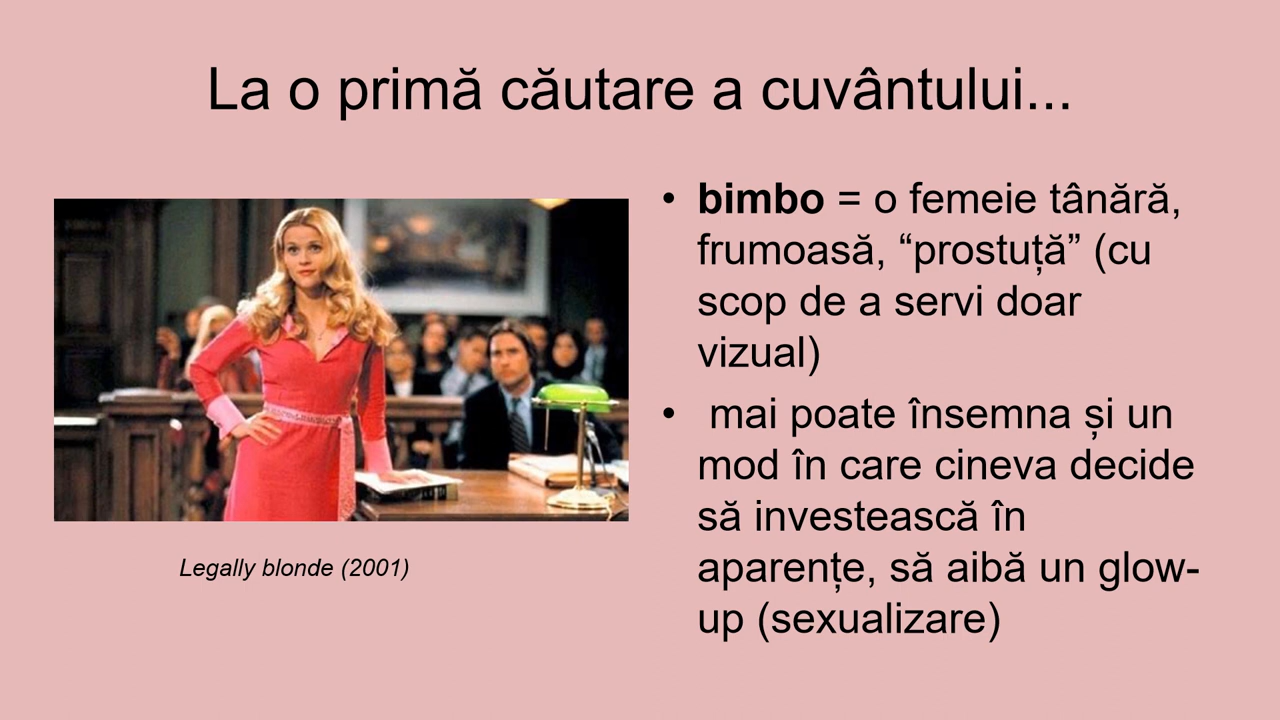 La o primă căutare a cuvântului...
• bimbo = o femeie tânără,
frumoasă, “prostuță” (cu
scop de a servi doar
vizual)
• mai poate însemna și un
mod în care cineva decide
să investească în
aparențe, să aibă un glow-
up (sexualizare)
Legally blonde (2001)